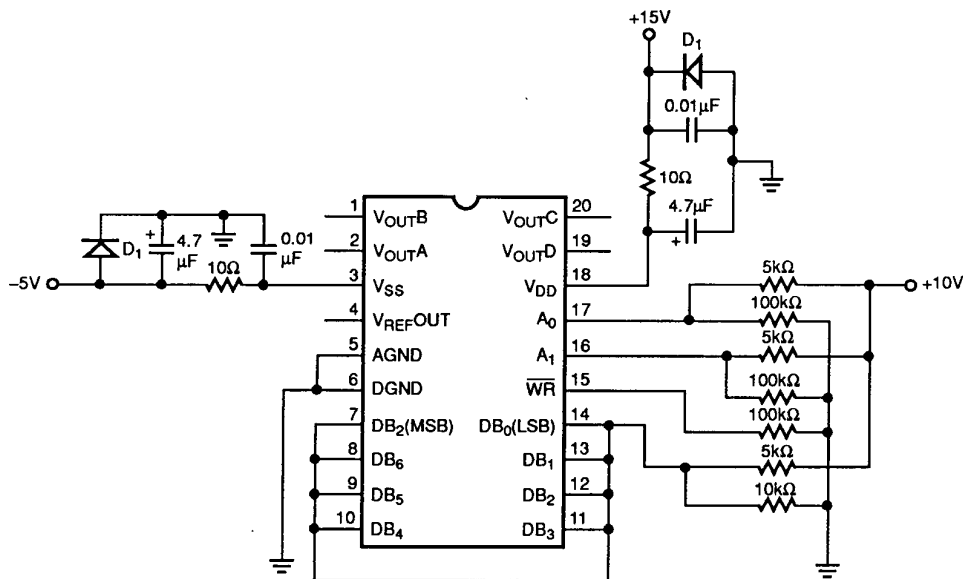 +15V
D1
0.01µF
10Ω
4.7µF
+
−5V
D1
+
4.7
µF
10Ω
0.01
µF
1
VOUTB
2
VOUTA
3
VSS
4
VREFOUT
5
AGND
6
DGND
7
DB2(MSB)
8
DB6
9
DB5
10
DB4
VOUTC
20
VOUTD
19
VDD
18
A0
17
A1
16
WR
15
DB0(LSB)
14
DB1
13
DB2
12
DB3
11
5kΩ
+10V
100kΩ
5kΩ
100kΩ
100kΩ
5kΩ
10kΩ